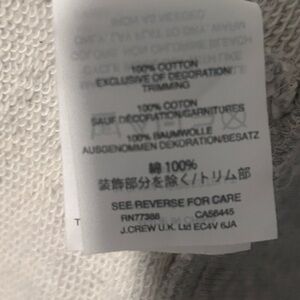 100% COTTON
EXCLUSIVE OF DECORATION/
TRIMMING
100% COTON
SAUF DÉCORATION/GARNITURES
100% BAUMWOLLE
AUSGENOMMEN DEKORATION/BESATZ
綿 100%
装飾部分を除く/トリム部
SEE REVERSE FOR CARE
RN77388 CA56445
T
J.CREW U.K. Ltd EC4V 6JA